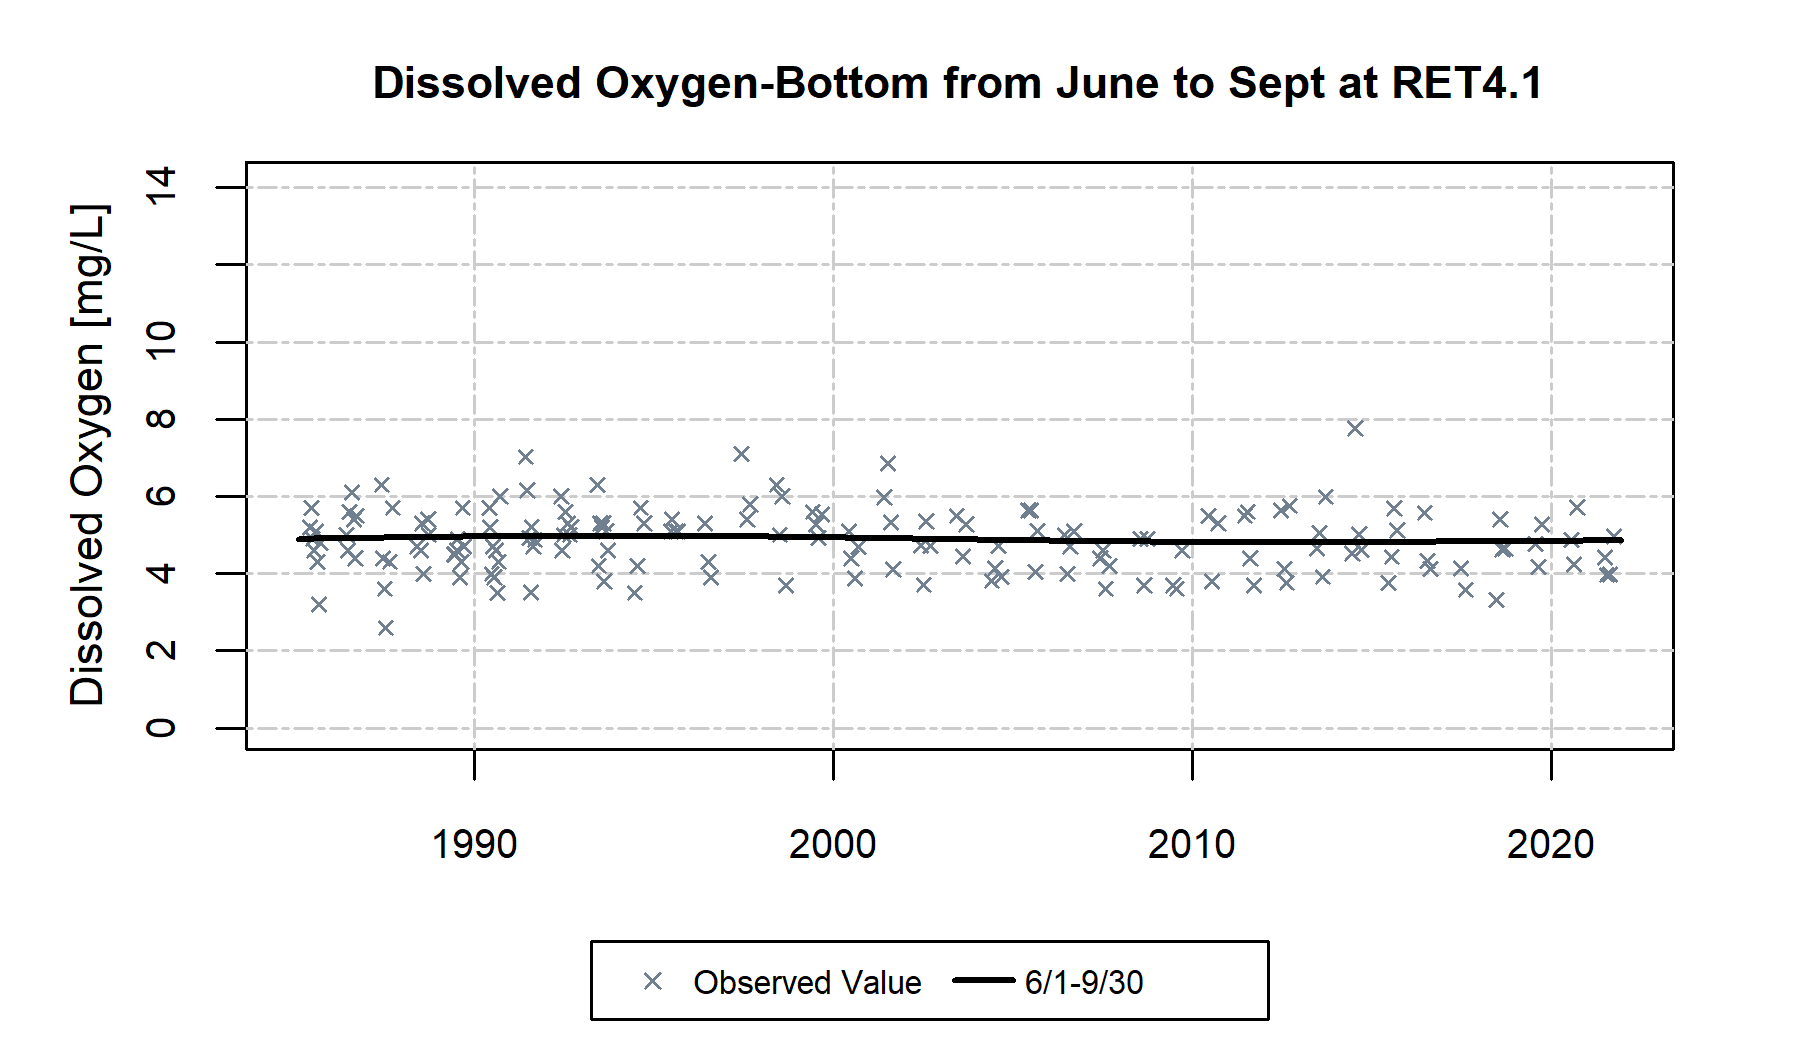 Dissolved Oxygen-Bottom from June to Sept at RET4.1
Dissolved Oxygen [mg/L]
14
10
8
6
4
2
0
1990 2000 2010 2020
Observed Value 6/1-9/30